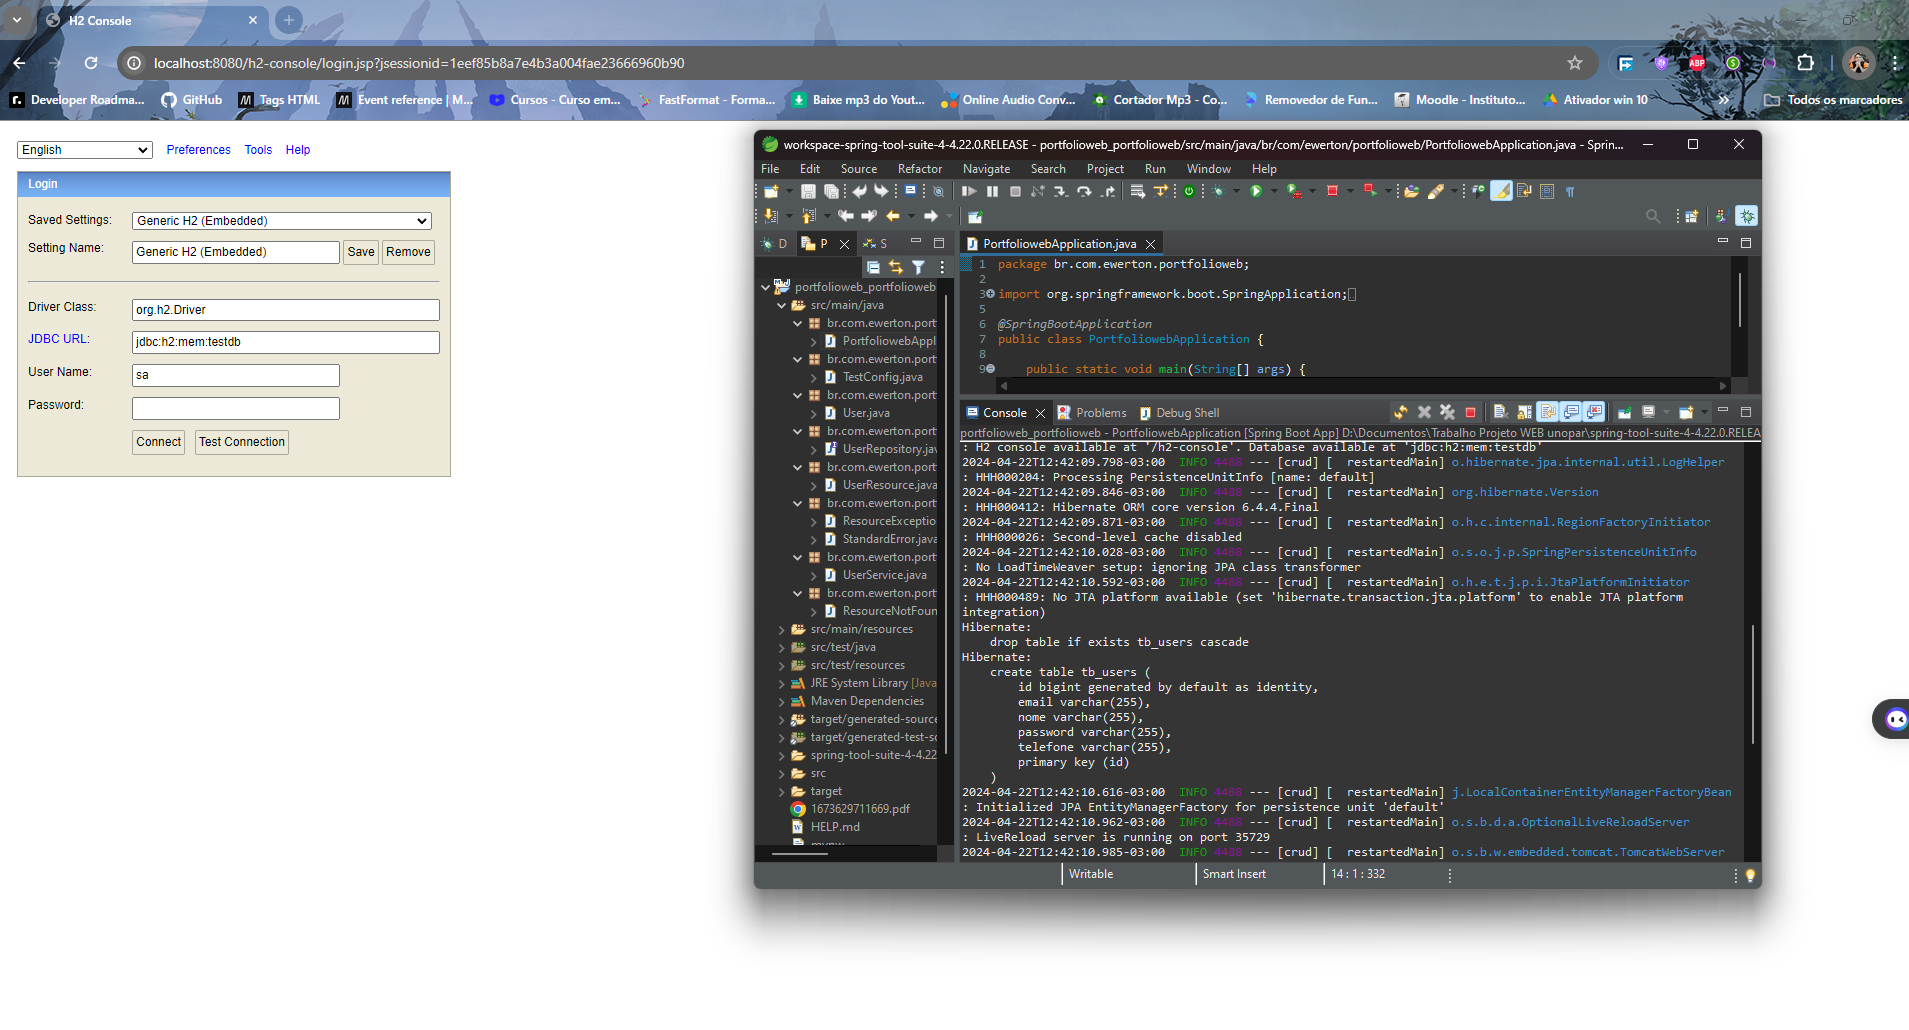 H2 Console
localhost:8080/h2-console/login.jsp?jsessionid=1eef85b8a7e4b3a004fae23666960b90
Developer Roadma...
GitHub
Tags HTML
Event reference | M...
Cursos - Curso em...
FastFormat - Forma...
Baixe mp3 do Yout...
Online Audio Conv...
Cortador Mp3 - Co...
Removedor de Fun...
Moodle - Instituto...
Ativador win 10
Todos os marcadores
English
Preferences Tools Help
Login
Saved Settings: Generic H2 (Embedded)
Setting Name: Generic H2 (Embedded) Save Remove
Driver Class: org.h2.Driver
JDBC URL: jdbc:h2:mem:testdb
User Name: sa
Password:
Connect Test Connection
workspace-spring-tool-suite-4-4.22.0.RELEASE - portfolioweb_portfolioweb/src/main/java/br/com/ewerton/portfolioweb/PortfoliowebApplication.java - Sprin...
File Edit Source Refactor Navigate Search Project Run Window Help
D P S
portfolioweb_portfolioweb
src/main/java
br.com.ewerton.port
PortfoliowebAppl
br.com.ewerton.port
TestConfig.java
br.com.ewerton.port
User.java
br.com.ewerton.port
UserRepository.jav
br.com.ewerton.port
UserResource.java
br.com.ewerton.port
ResourceExceptio
StandardError.java
br.com.ewerton.port
UserService.java
br.com.ewerton.port
ResourceNotFoun
src/main/resources
src/test/java
src/test/resources
JRE System Library [Java
Maven Dependencies
target/generated-source
target/generated-test-so
spring-tool-suite-4-4.22
src
target
1673629711669.pdf
HELP.md
PortfoliowebApplication.java
1 package br.com.ewerton.portfolioweb;
2
3 import org.springframework.boot.SpringApplication;
5
6 @SpringBootApplication
7 public class PortfoliowebApplication {
8
9 public static void main(String[] args) {
Console Problems Debug Shell
portfolioweb_portfolioweb - PortfoliowebApplication [Spring Boot App] D:\Documentos\Trabalho Projeto WEB unopar\spring-tool-suite-4-4.22.0.RELEA
: H2 console available at '/h2-console'. Database available at 'jdbc:h2:mem:testdb'
2024-04-22T12:42:09.798-03:00 INFO 4488 --- [crud] [ restartedMain] o.hibernate.jpa.internal.util.LogHelper
: HHH000204: Processing PersistenceUnitInfo [name: default]
2024-04-22T12:42:09.846-03:00 INFO 4488 --- [crud] [ restartedMain] org.hibernate.Version
: HHH000412: Hibernate ORM core version 6.4.4.Final
2024-04-22T12:42:09.871-03:00 INFO 4488 --- [crud] [ restartedMain] o.h.c.internal.RegionFactoryInitiator
: HHH000026: Second-level cache disabled
2024-04-22T12:42:10.028-03:00 INFO 4488 --- [crud] [ restartedMain] o.s.o.j.p.SpringPersistenceUnitInfo
: No LoadTimeWeaver setup: ignoring JPA class transformer
2024-04-22T12:42:10.592-03:00 INFO 4488 --- [crud] [ restartedMain] o.h.e.t.j.p.i.JtaPlatformInitiator
: HHH000489: No JTA platform available (set 'hibernate.transaction.jta.platform' to enable JTA platform
integration)
Hibernate:
drop table if exists tb_users cascade
Hibernate:
create table tb_users (
id bigint generated by default as identity,
email varchar(255),
nome varchar(255),
password varchar(255),
telefone varchar(255),
primary key (id)
)
2024-04-22T12:42:10.616-03:00 INFO 4488 --- [crud] [ restartedMain] j.LocalContainerEntityManagerFactoryBean
: Initialized JPA EntityManagerFactory for persistence unit 'default'
2024-04-22T12:42:10.962-03:00 INFO 4488 --- [crud] [ restartedMain] o.s.b.d.a.OptionalLiveReloadServer
: LiveReload server is running on port 35729
2024-04-22T12:42:10.985-03:00 INFO 4488 --- [crud] [ restartedMain] o.s.b.w.embedded.tomcat.TomcatWebServer
Writable
Smart Insert
14 : 1 : 332